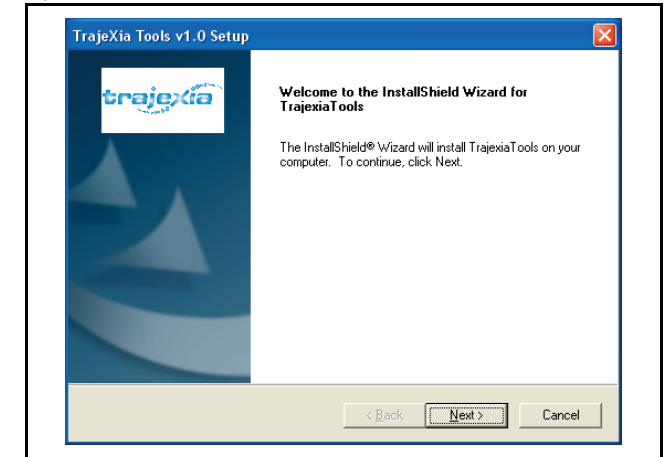 TrajeXia Tools v1.0 Setup
trajexia
Welcome to the InstallShield Wizard for
TrajexiaTools
The InstallShield® Wizard will install TrajexiaTools on your
computer. To continue, click Next.
< Back
Next >
Cancel